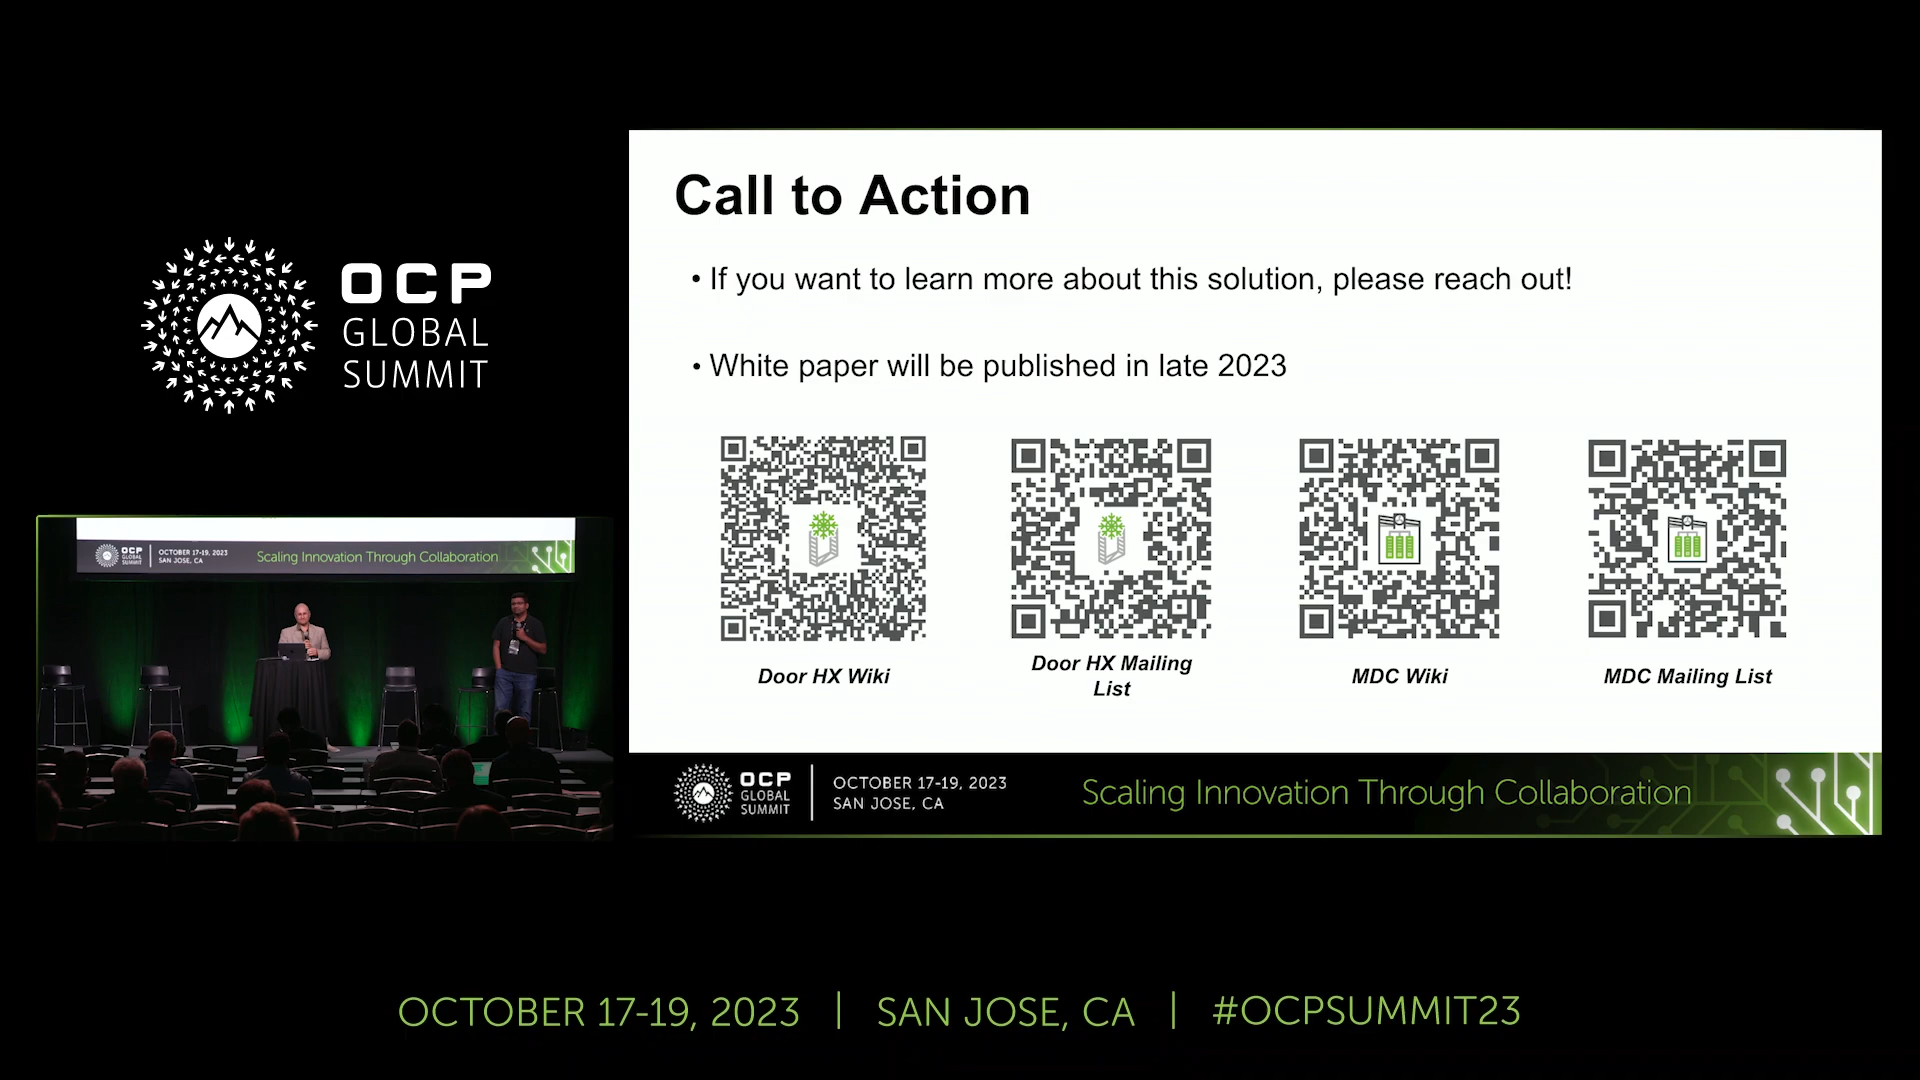 OCP
GLOBAL
SUMMIT
Call to Action
• If you want to learn more about this solution, please reach out!
• White paper will be published in late 2023
Door HX Wiki
Door HX Mailing
List
MDC Wiki
MDC Mailing List
OCP
GLOBAL
SUMMIT
OCTOBER 17-19, 2023
SAN JOSE, CA
Scaling Innovation Through Collaboration
OCP
GLOBAL
SUMMIT
OCTOBER 17-19, 2023
SAN JOSE, CA
Scaling Innovation Through Collaboration
OCTOBER 17-19, 2023 | SAN JOSE, CA | #OCPSUMMIT23